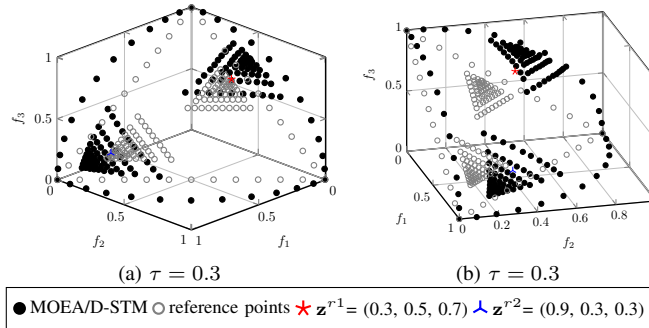 1
0.5
0
f₃
0.5
1
f₂
1
0.5
0
f₁
1
0.5
0
f₃
0
0.5
1
f₁
0
0.2
0.4
0.6
0.8
f₂
(a) τ = 0.3
(b) τ = 0.3
MOEA/D-STM reference points z^{r1} = (0.3, 0.5, 0.7) z^{r2} = (0.9, 0.3, 0.3)